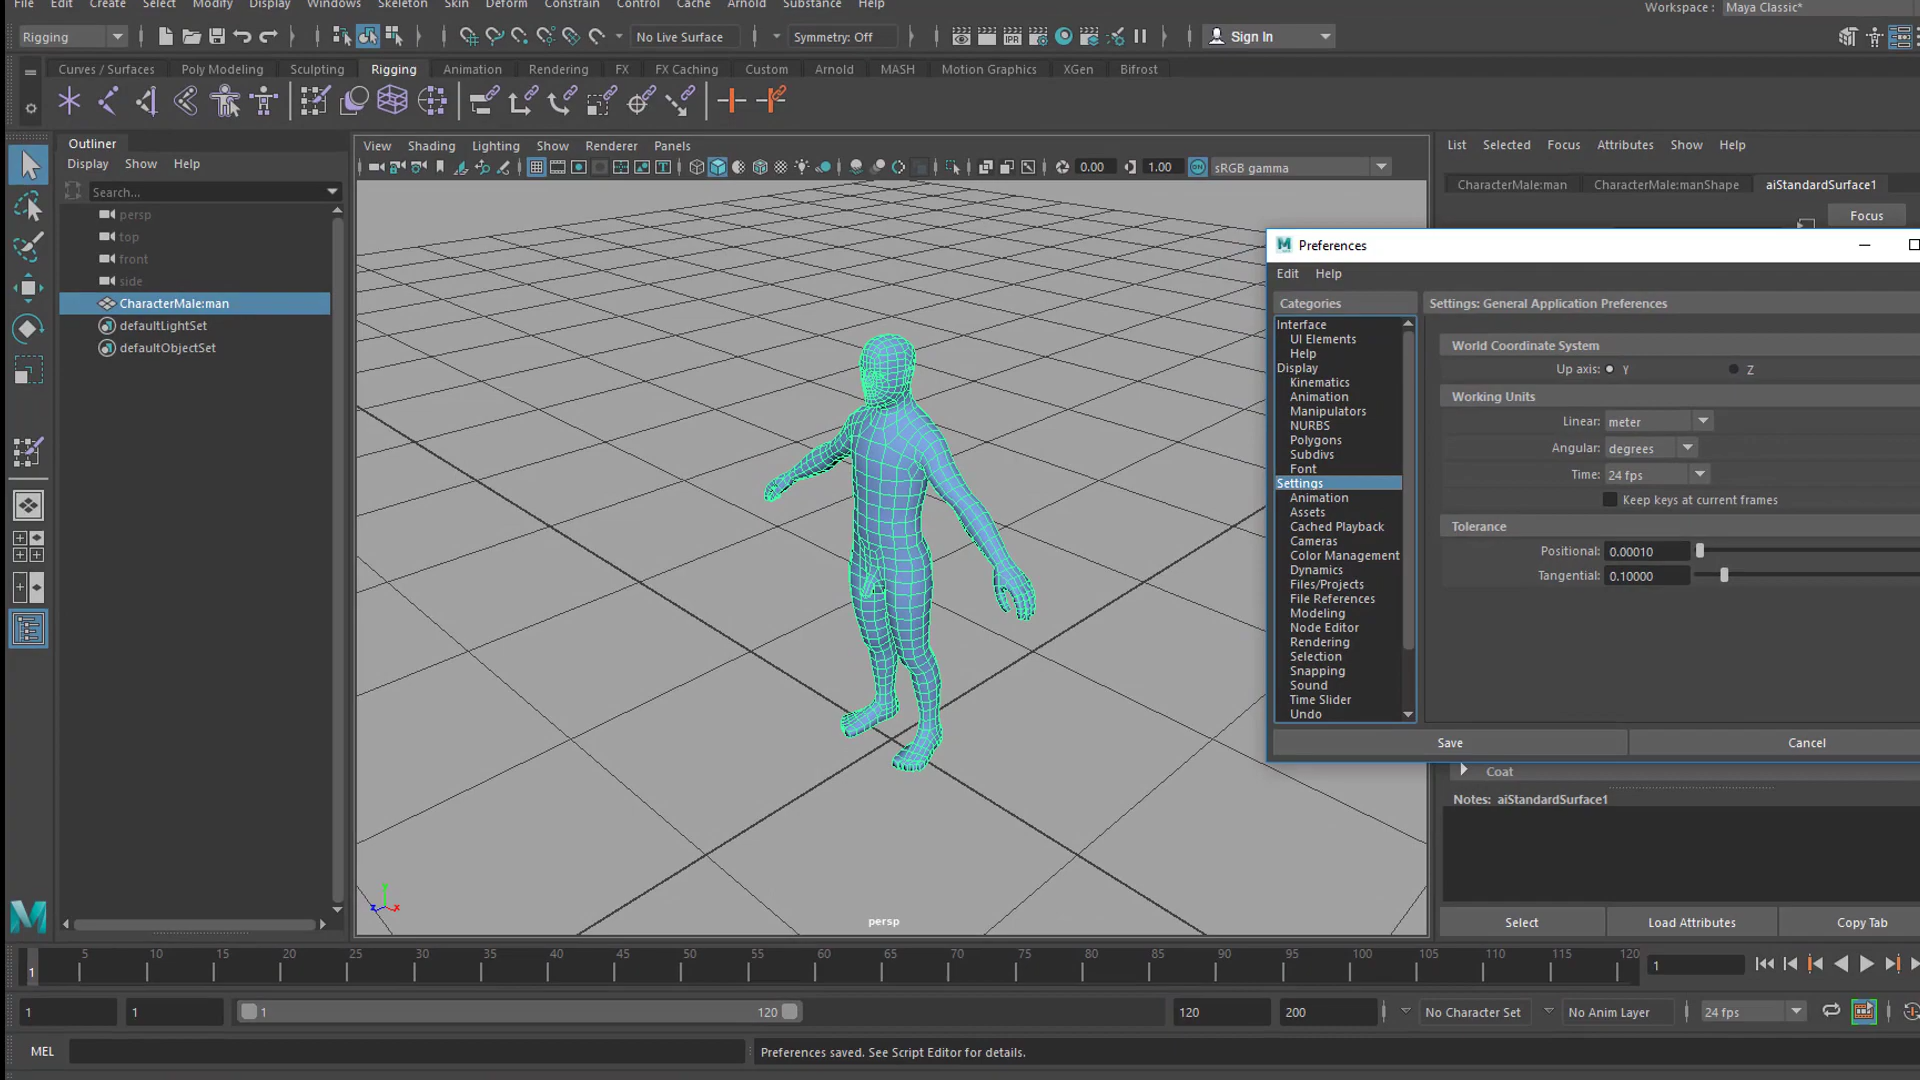 File Edit Create Select Modify Display Windows Skeleton Skin Deform Constrain Control Cache Arnold Substance Help
Workspace : Maya Classic*
Rigging
No Live Surface
Symmetry: Off
Sign In
Curves / Surfaces Poly Modeling Sculpting Rigging Animation Rendering FX FX Caching Custom Arnold MASH Motion Graphics XGen Bifrost
Outliner
Display Show Help
Search...
persp
top
front
side
CharacterMale:man
defaultLightSet
defaultObjectSet
View Shading Lighting Show Renderer Panels
0.00 1.00 ON sRGB gamma
persp
List Selected Focus Attributes Show Help
CharacterMale:man CharacterMale:manShape aiStandardSurface1
Focus
Preferences
Edit Help
Categories
Interface
UI Elements
Help
Display
Kinematics
Animation
Manipulators
NURBS
Polygons
Subdivs
Font
Settings
Animation
Assets
Cached Playback
Cameras
Color Management
Dynamics
Files/Projects
File References
Modeling
Node Editor
Rendering
Selection
Snapping
Sound
Time Slider
Undo
Settings: General Application Preferences
World Coordinate System
Up axis: Y Z
Working Units
Linear: meter
Angular: degrees
Time: 24 fps
Keep keys at current frames
Tolerance
Positional: 0.00010
Tangential: 0.10000
Save Cancel
Coat
Notes: aiStandardSurface1
Select Load Attributes Copy Tab
1 5 10 15 20 25 30 35 40 45 50 55 60 65 70 75 80 85 90 95 100 105 110 115 120
1
1 1 1 120 120 200 No Character Set No Anim Layer 24 fps
MEL
Preferences saved. See Script Editor for details.